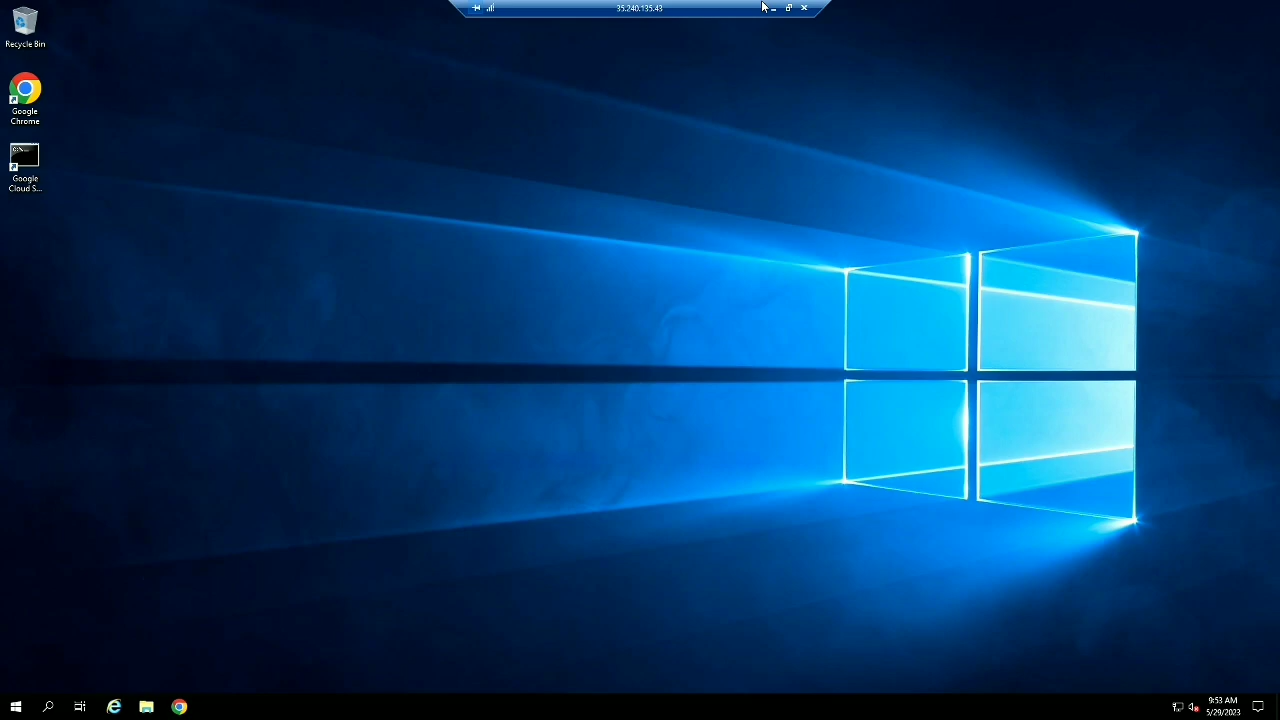 35.240.135.43
Recycle Bin
Google
Chrome
Google
Cloud S...
9:53 AM
5/29/2023